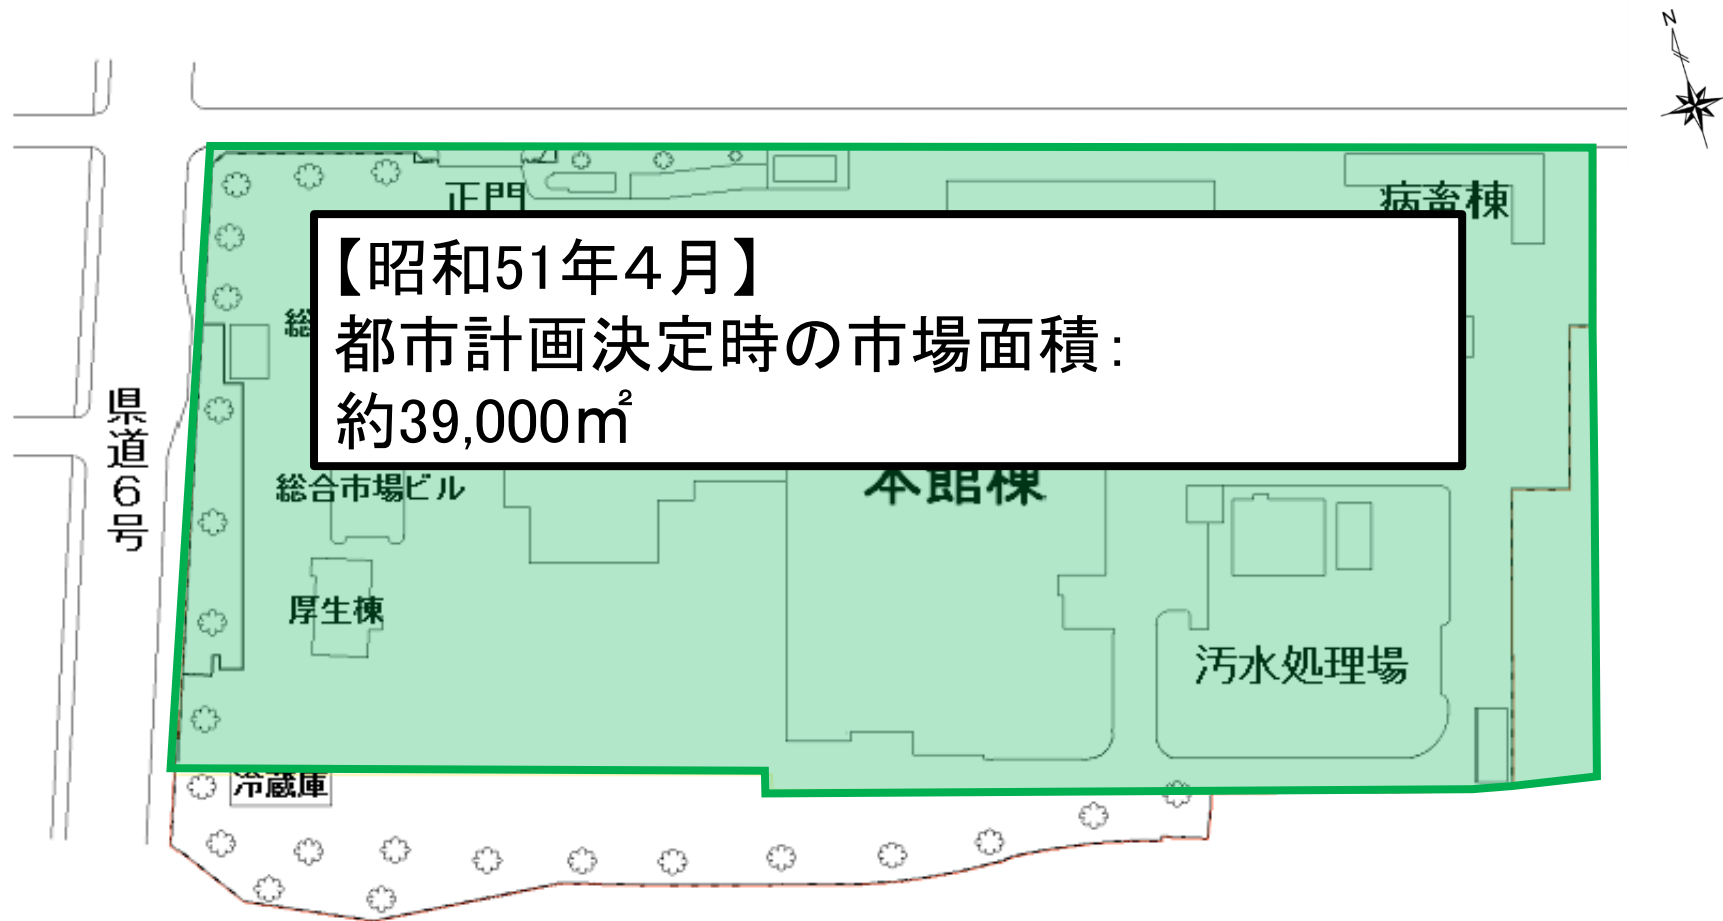 N
正門
病畜棟
【昭和51年４月】
都市計画決定時の市場面積：
約39,000㎡
総
県道6号
総合市場ビル
本館棟
厚生棟
汚水処理場
冷蔵庫